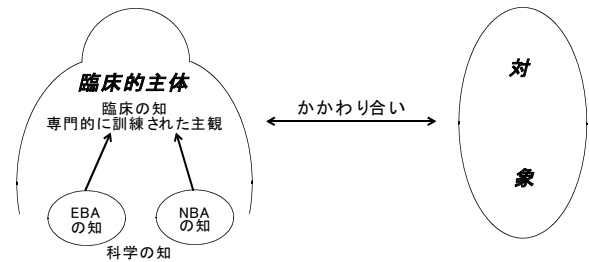 臨床的主体
臨床の知
専門的に訓練された主観
かかわり合い
対
象
EBA
の知
NBA
の知
科学の知